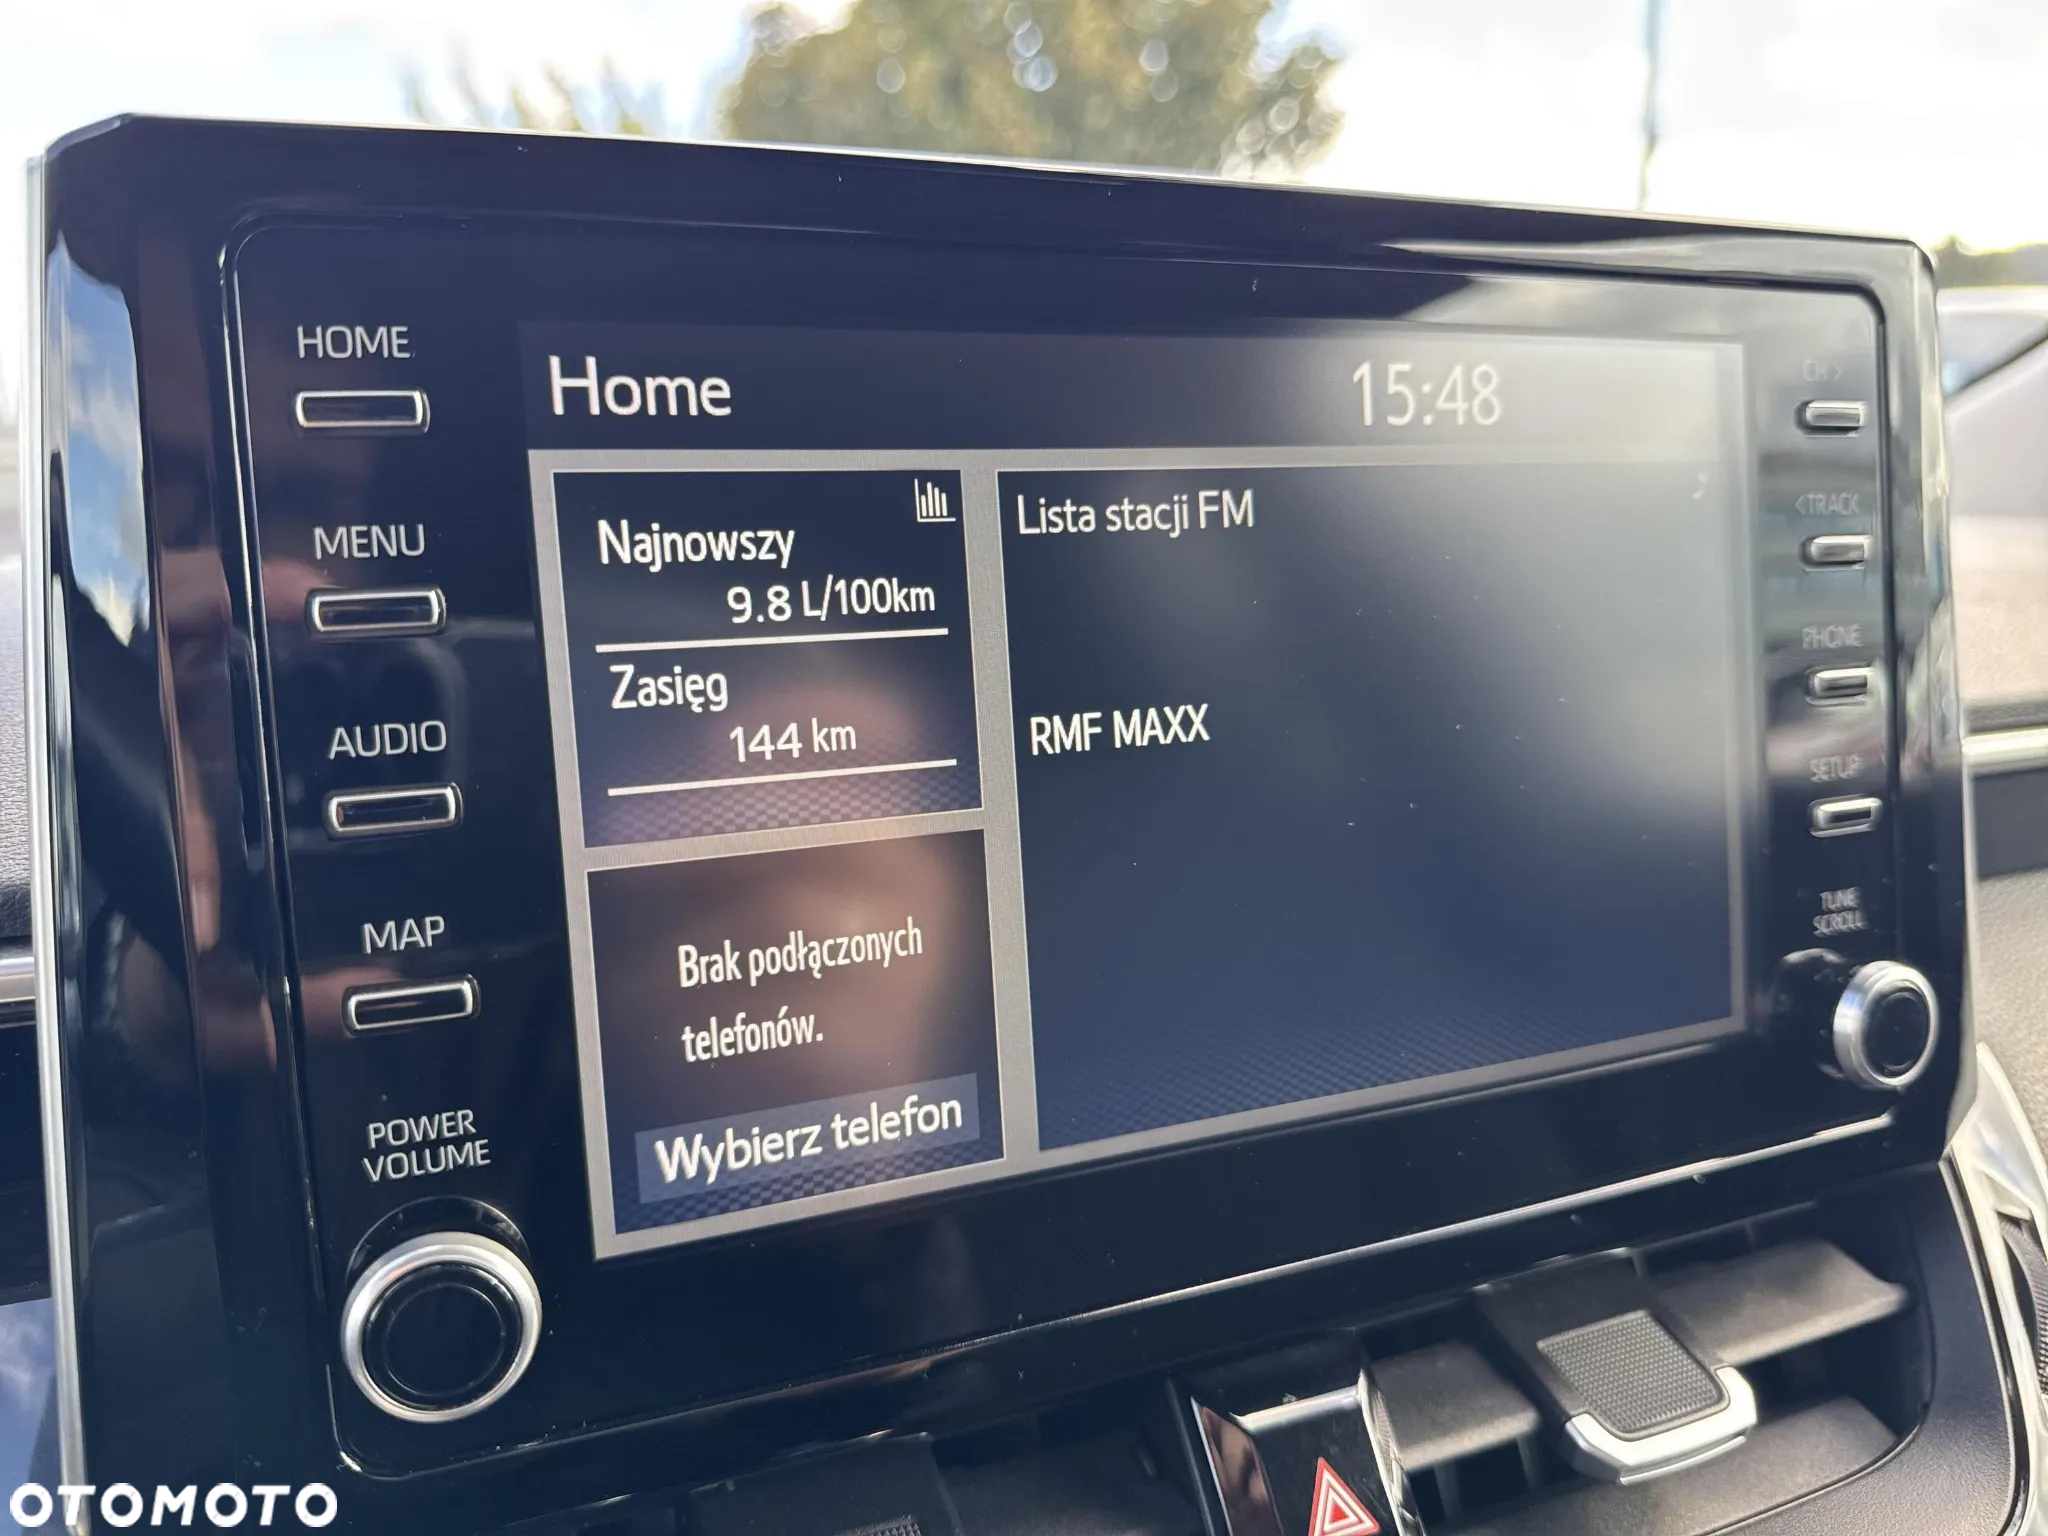 HOME
MENU
AUDIO
MAP
POWER
VOLUME
Home
15:48
Najnowszy
9.8 L/100km
Zasięg
144 km
Brak podłączonych
telefonów.
Wybierz telefon
Lista stacji FM
RMF MAXX
CH >
<TRACK
PHONE
SETUP
TUNE
SCROLL
OTOMOTO